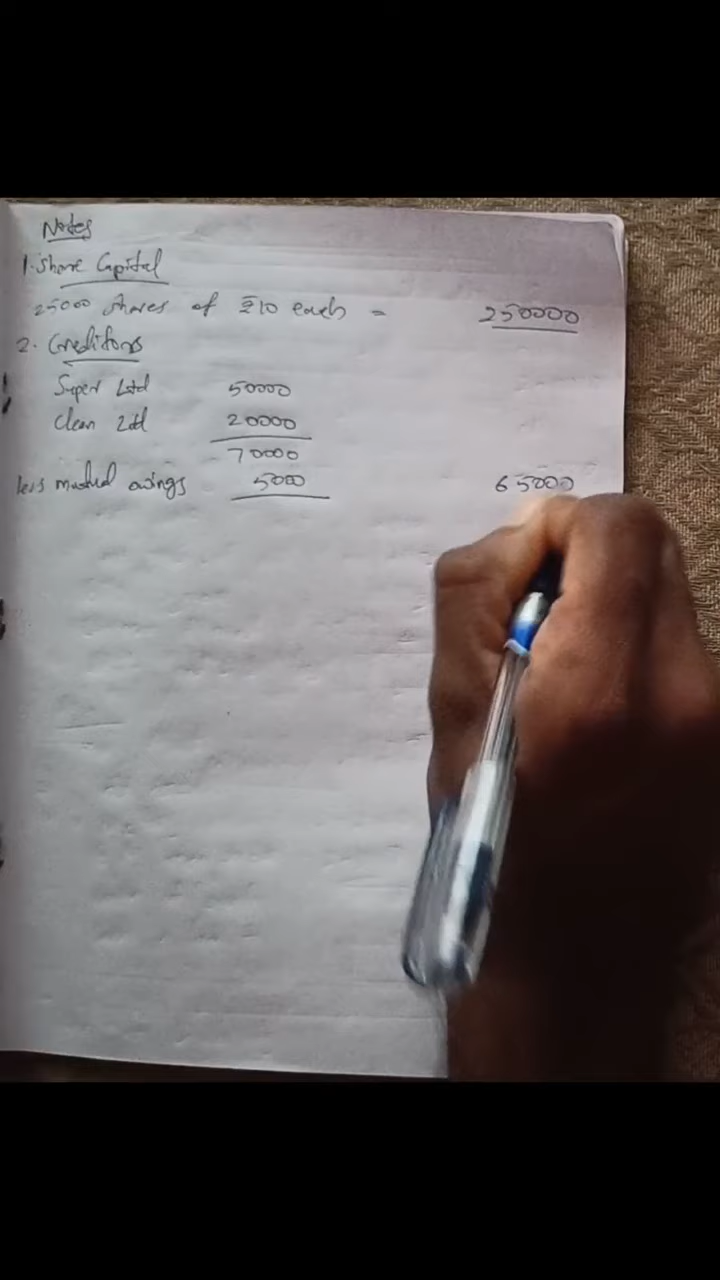 Notes
1. Share Capital
25000 shares of ₹10 each = 250000
2. Creditors
Super Ltd 50000
Clean Ltd 20000
70000
less mutual owings 5000 65000